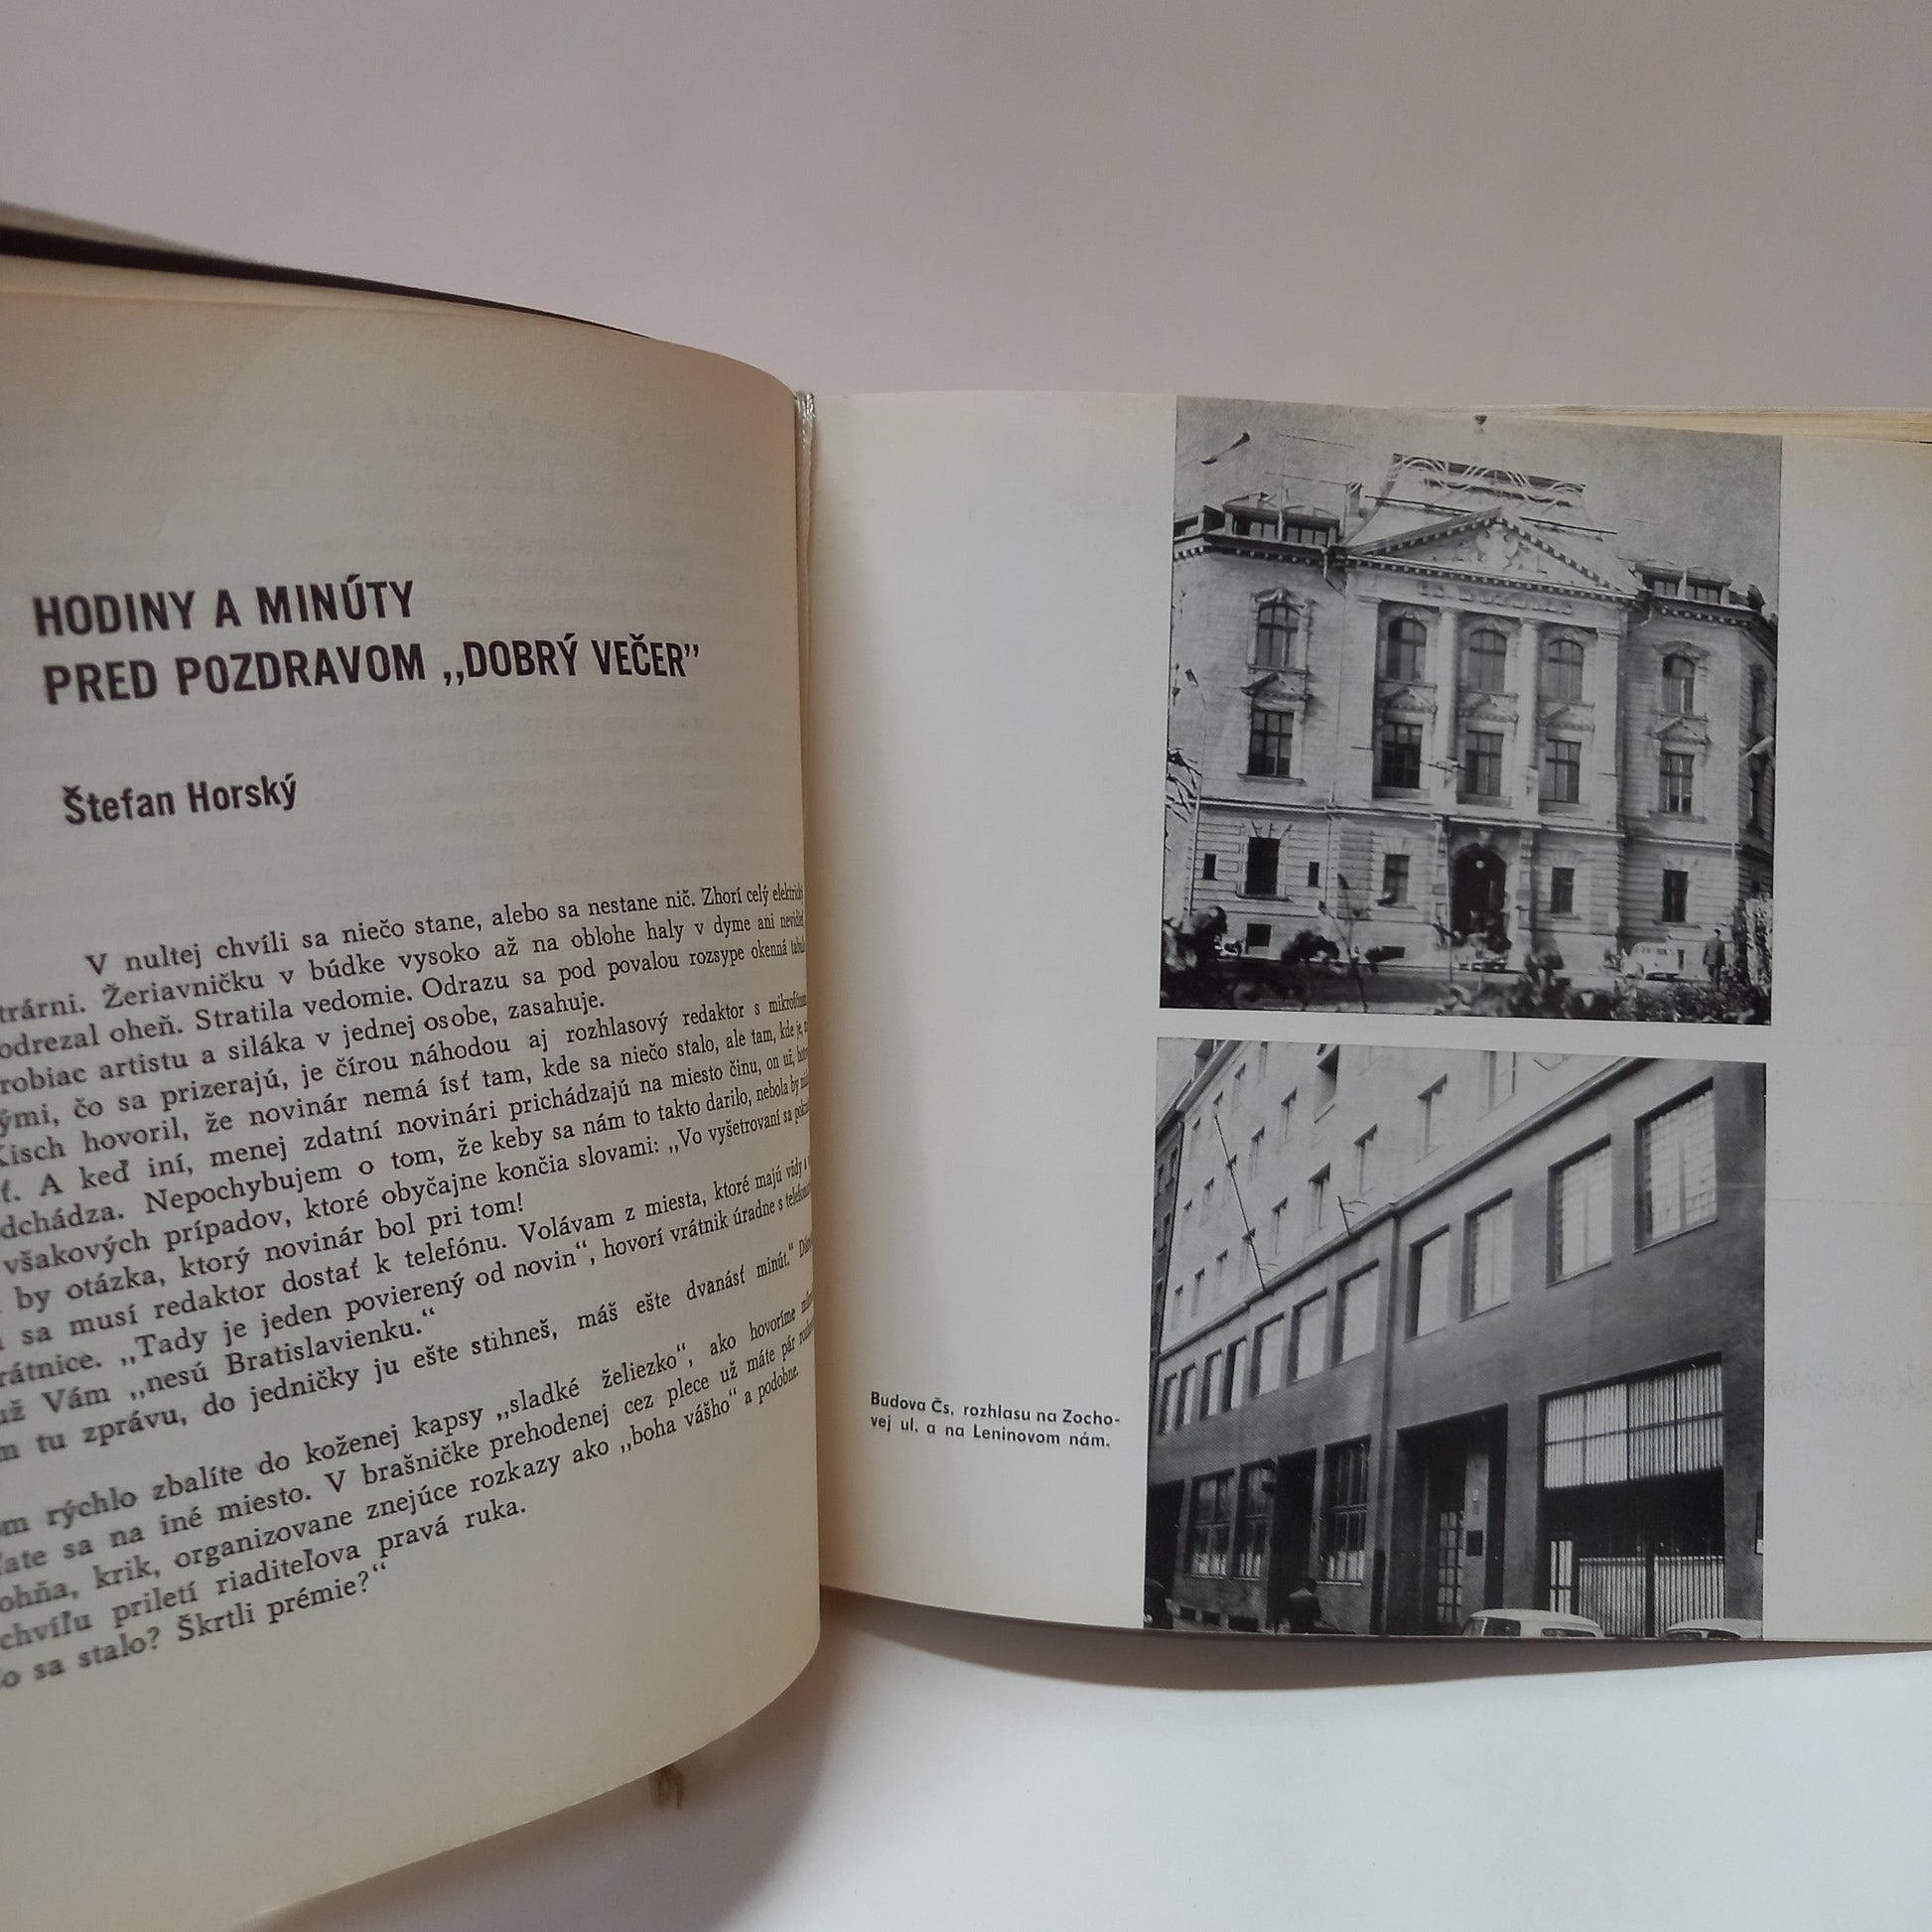 HODINY A MINÚTY
PRED POZDRAVOM „DOBRÝ VEČER”
Štefan Horský
V nultej chvíli sa niečo stane, alebo sa nestane nič. Zhorí celý
trárni. Žeriavničku v búdke vysoko až na oblohe haly v dyme ani
odrezal oheň. Stratila vedomie. Odrazu sa pod povalou rozsype okenná
robiac artistu a siláka v jednej osobe, zasahuje.
ými, čo sa prizerajú, je čírou náhodou aj rozhlasový redaktor s
Kisch hovoril, že novinár nemá ísť tam, kde sa niečo stalo, ale tam, kde je,
ť. A keď iní, menej zdatní novinári prichádzajú na miesto činu, on už,
dchádza. Nepochybujem o tom, že keby sa nám to takto darilo, nebola by
všakových prípadov, ktoré obyčajne končia slovami: „Vo vyšetrovaní sa
by otázka, ktorý novinár bol pri tom!
sa musí redaktor dostať k telefónu. Volávam z miesta, ktoré majú vždy
rátnice. „Tady je jeden povierený od novin“, hovorí vrátnik úradne s
už Vám „nesú Bratislavienku.“
m tu zprávu, do jedničky ju ešte stihneš, máš ešte dvanásť minút.“
m rýchlo zbalíte do koženej kapsy „sladké želiezko“, ako hovoríme
ťate sa na iné miesto. V brašničke prehodenej cez plece už máte pár
ohňa, krik, organizovane znejúce rozkazy ako „boha vášho“ a podobne.
chvíľu priletí riaditeľova pravá ruka.
o sa stalo? Škrtli prémie?“
Budova Čs. rozhlasu na Zocho-
vej ul. a na Leninovom nám.